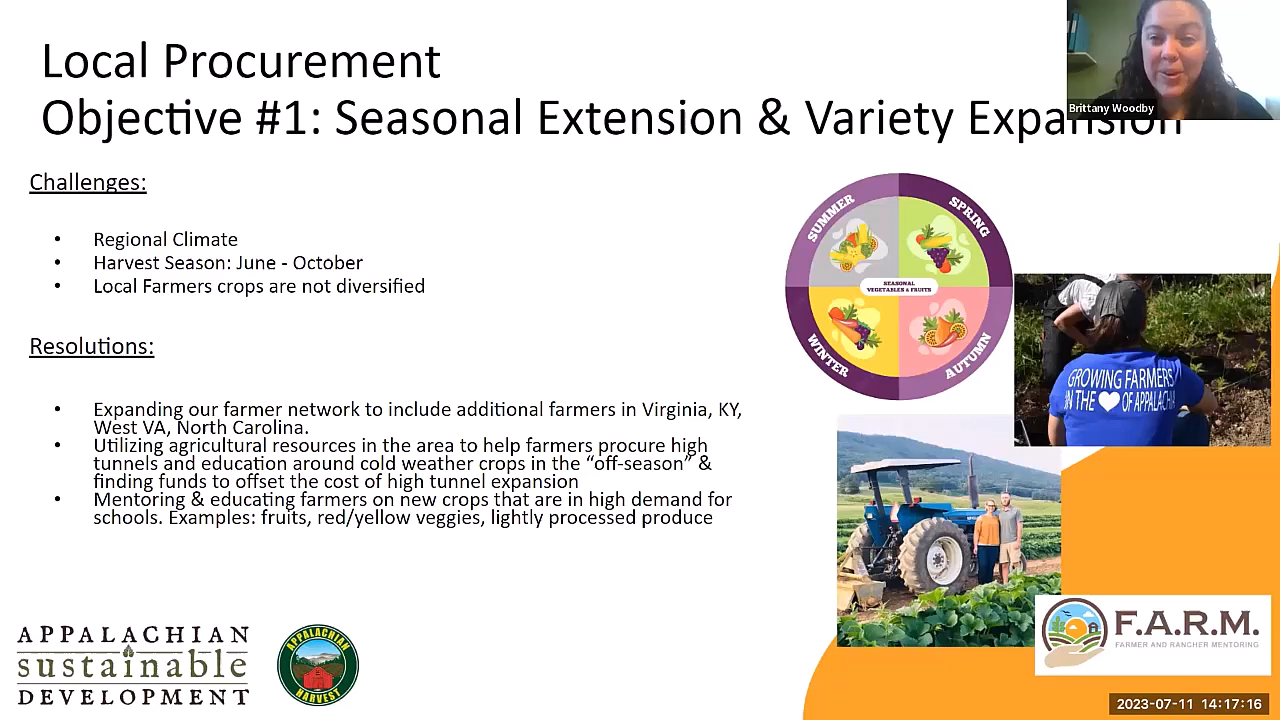 Local Procurement
Objective #1: Seasonal Extension & Variety Expansion
Brittany Woodby
Challenges:
• Regional Climate
• Harvest Season: June - October
• Local Farmers crops are not diversified
Resolutions:
• Expanding our farmer network to include additional farmers in Virginia, KY,
West VA, North Carolina.
• Utilizing agricultural resources in the area to help farmers procure high
tunnels and education around cold weather crops in the “off-season” &
finding funds to offset the cost of high tunnel expansion
• Mentoring & educating farmers on new crops that are in high demand for
schools. Examples: fruits, red/yellow veggies, lightly processed produce
SUMMER
SPRING
SEASONAL
VEGETABLES & FRUITS
WINTER
AUTUMN
GROWING FARMERS
IN THE OF APPALACHIA
APPALACHIAN
sustainable
DEVELOPMENT
APPALACHIAN
HARVEST
F.A.R.M.
FARMER AND RANCHER MENTORING
2023-07-11 14:17:16